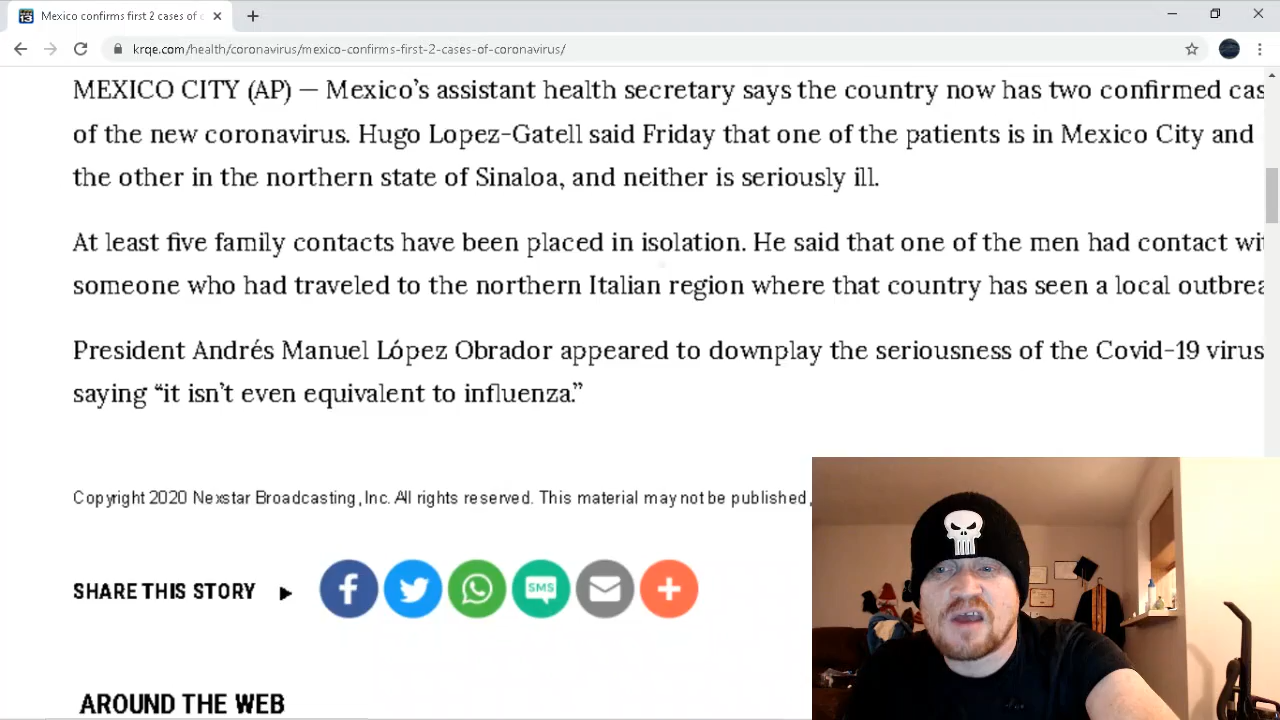 Mexico confirms first 2 cases of c
krqe.com/health/coronavirus/mexico-confirms-first-2-cases-of-coronavirus/
MEXICO CITY (AP) — Mexico’s assistant health secretary says the country now has two confirmed cas
of the new coronavirus. Hugo Lopez-Gatell said Friday that one of the patients is in Mexico City and
the other in the northern state of Sinaloa, and neither is seriously ill.
At least five family contacts have been placed in isolation. He said that one of the men had contact wit
someone who had traveled to the northern Italian region where that country has seen a local outbrea
President Andrés Manuel López Obrador appeared to downplay the seriousness of the Covid-19 virus
saying “it isn’t even equivalent to influenza.”
Copyright 2020 Nexstar Broadcasting, Inc. All rights reserved. This material may not be published,
SHARE THIS STORY
SMS
AROUND THE WEB